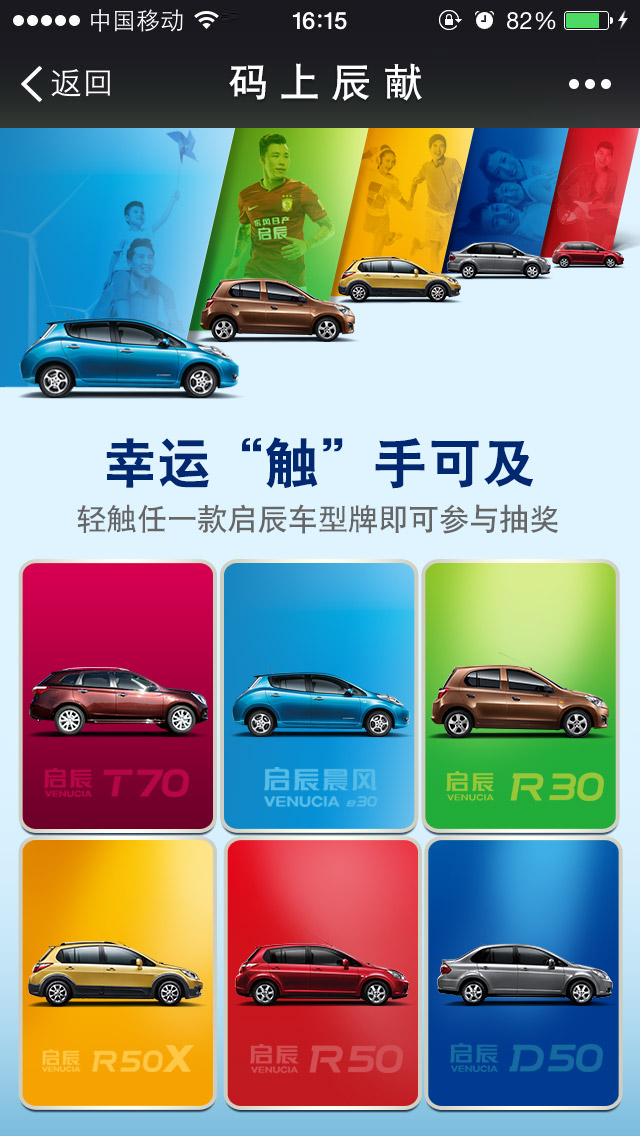 中国移动 16:15 82%
返回 码上辰献
东风日产
启辰
幸运“触”手可及
轻触任一款启辰车型牌即可参与抽奖
启辰 T70
VENUCIA
启辰晨风
VENUCIA e30
启辰 R30
VENUCIA
启辰 R50X
VENUCIA
启辰 R50
VENUCIA
启辰 D50
VENUCIA